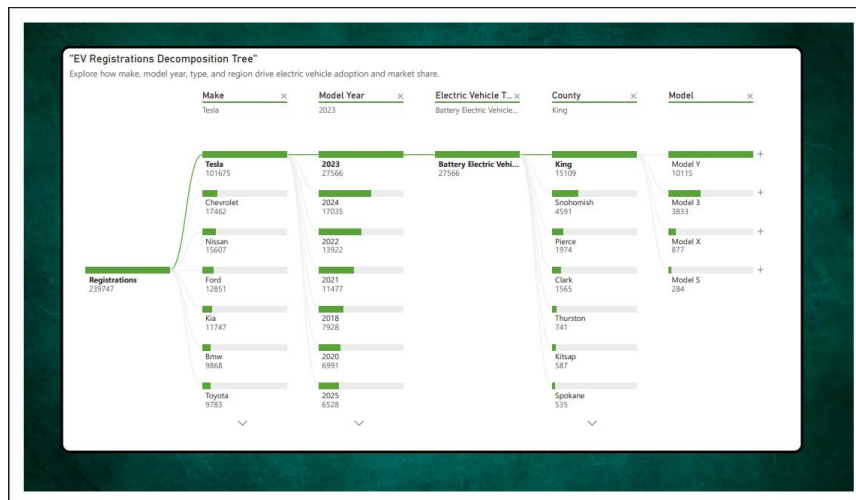 "EV Registrations Decomposition Tree"
Explore how make, model year, type, and region drive electric vehicle adoption and market share.
Make ×
Tesla
Model Year ×
2023
Electric Vehicle T... ×
Battery Electric Vehicle...
County ×
King
Model ×
Registrations
239747
Tesla
101675
Chevrolet
17462
Nissan
15607
Ford
12851
Kia
11747
Bmw
9868
Toyota
9783
2023
27566
2024
17035
2022
13922
2021
11477
2018
7928
2020
6991
2025
6528
Battery Electric Vehi...
27566
King
15109
Snohomish
4591
Pierce
1974
Clark
1565
Thurston
741
Kitsap
587
Spokane
535
Model Y
10115
Model 3
3833
Model X
877
Model S
284